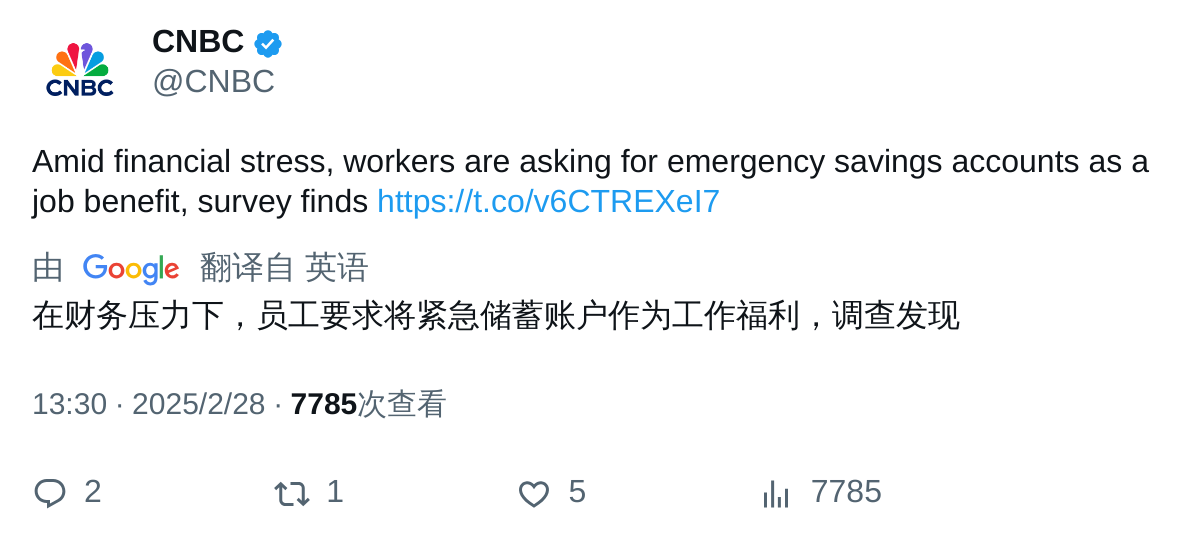 CNBC
CNBC
@CNBC
Amid financial stress, workers are asking for emergency savings accounts as a
job benefit, survey finds https://t.co/v6CTREXeI7
由 Google 翻译自 英语
在财务压力下，员工要求将紧急储蓄账户作为工作福利，调查发现
13:30 · 2025/2/28 · 7785次查看
2 1 5 7785